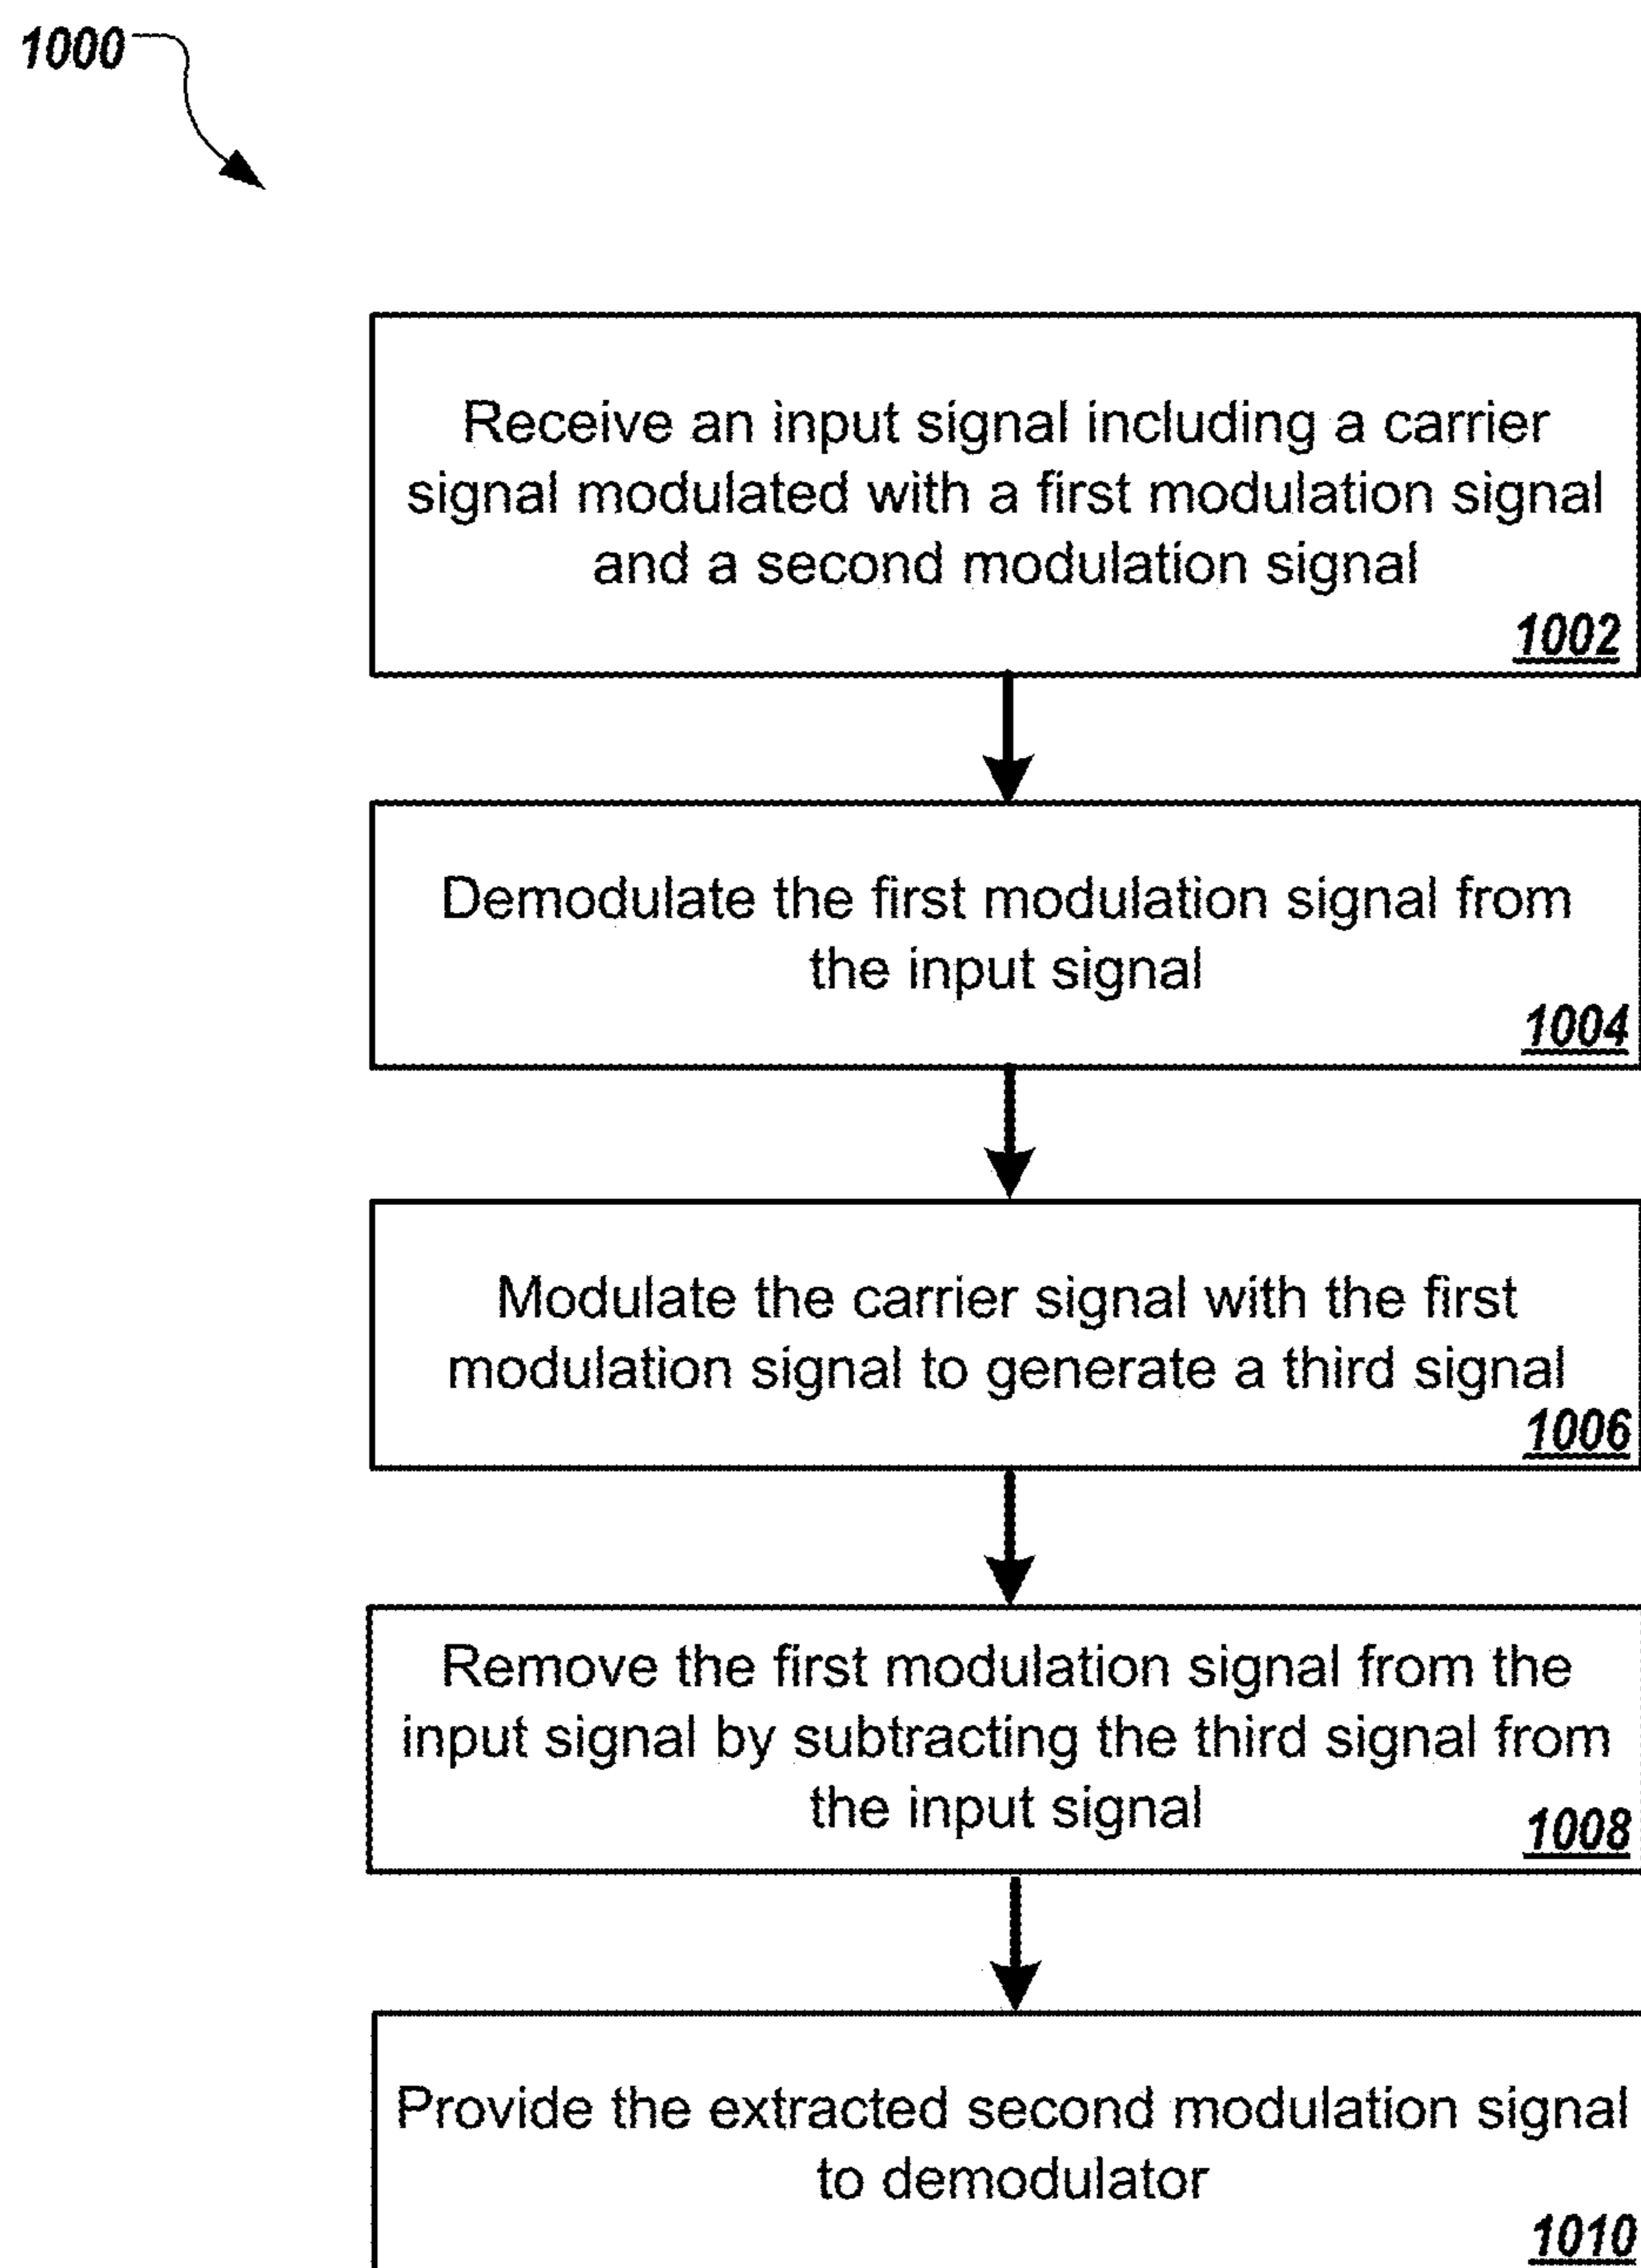 1000
Receive an input signal including a carrier
signal modulated with a first modulation signal
and a second modulation signal
1002
Demodulate the first modulation signal from
the input signal
1004
Modulate the carrier signal with the first
modulation signal to generate a third signal
1006
Remove the first modulation signal from the
input signal by subtracting the third signal from
the input signal
1008
Provide the extracted second modulation signal
to demodulator
1010